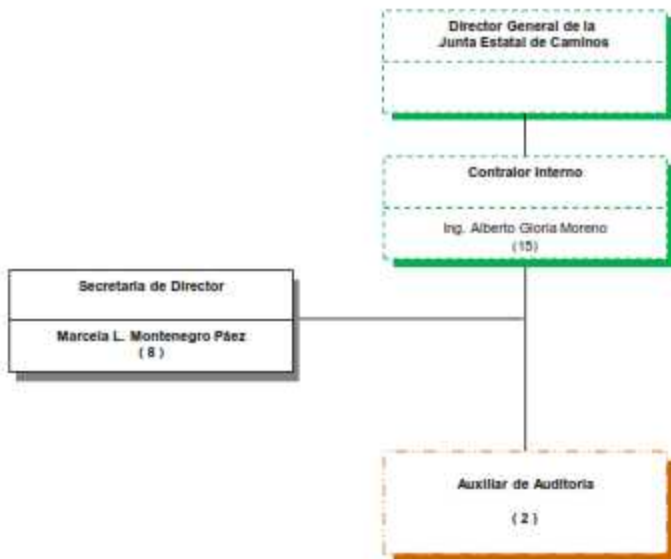 Director General de la
Junta Estatal de Caminos
Contralor Interno
Ing. Alberto Gloria Moreno
(15)
Secretaria de Director
Marcela L. Montenegro Páez
( 8 )
Auxiliar de Auditoria
( 2 )